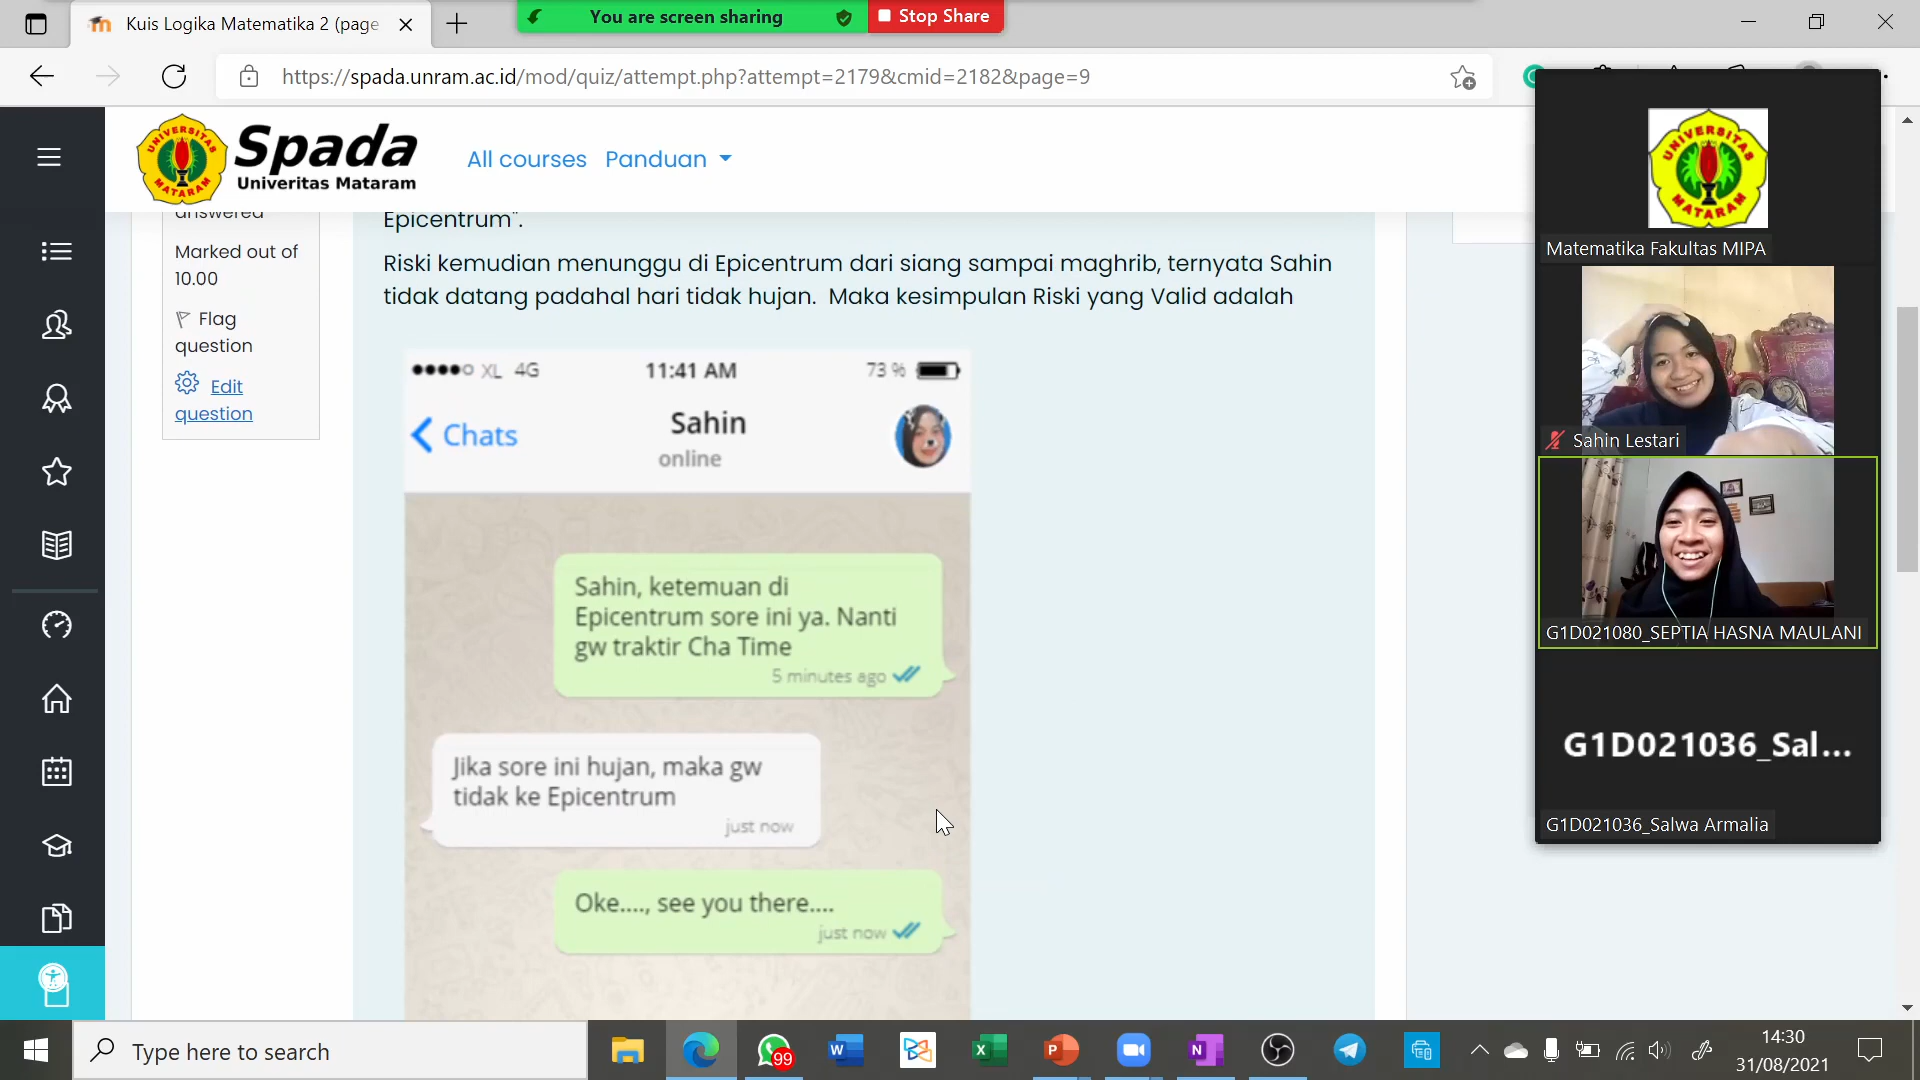 Kuis Logika Matematika 2 (page
You are screen sharing
Stop Share
https://spada.unram.ac.id/mod/quiz/attempt.php?attempt=2179&cmid=2182&page=9
UNIVERSITAS MATARAM
Spada
Univeritas Mataram
All courses
Panduan
answered
Marked out of
10.00
Flag
question
Edit
question
Epicentrum".
Riski kemudian menunggu di Epicentrum dari siang sampai maghrib, ternyata Sahin
tidak datang padahal hari tidak hujan. Maka kesimpulan Riski yang Valid adalah
XL 4G
11:41 AM
73 %
Chats
Sahin
online
Sahin, ketemuan di
Epicentrum sore ini ya. Nanti
gw traktir Cha Time
5 minutes ago
Jika sore ini hujan, maka gw
tidak ke Epicentrum
just now
Oke...., see you there....
just now
UNIVERSITAS MATARAM
Matematika Fakultas MIPA
Sahin Lestari
G1D021080_SEPTIA HASNA MAULANI
G1D021036_Sal...
G1D021036_Salwa Armalia
Type here to search
99
14:30
31/08/2021